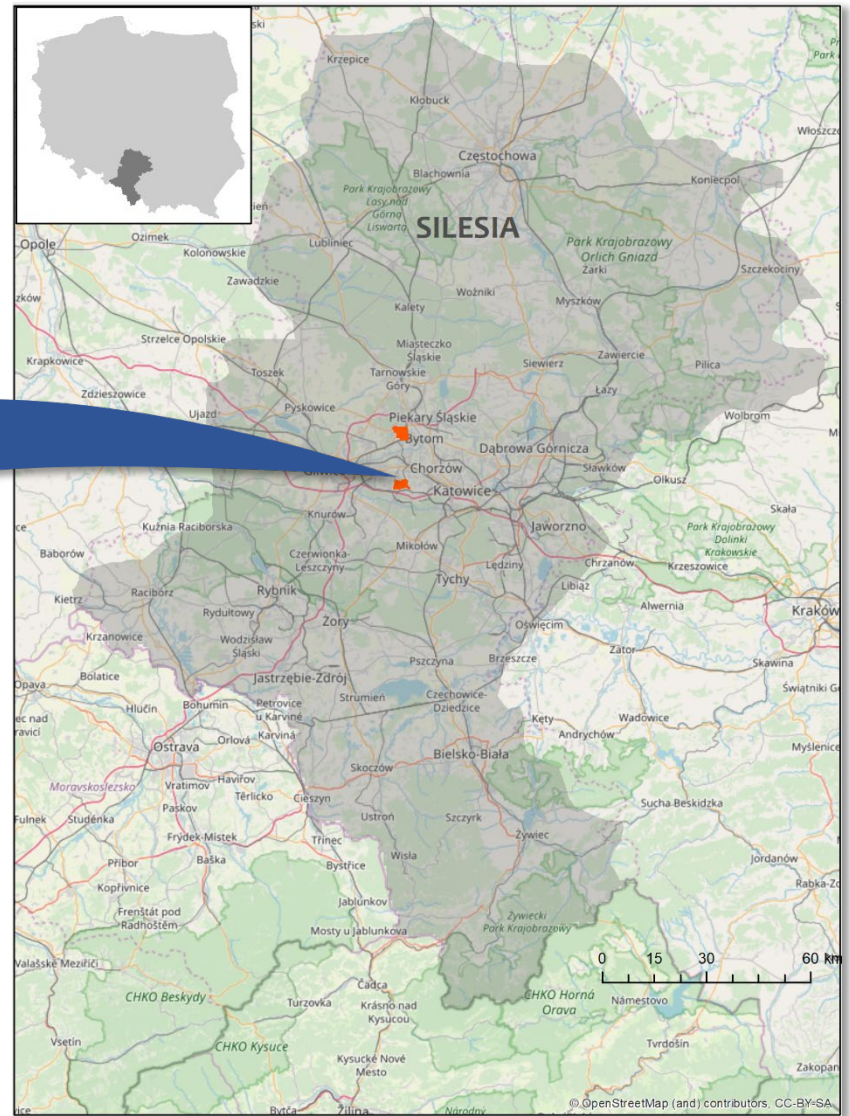 ski
Krzepice
Kłobuck
Włoszczo
Częstochowa
Blachownia
Koniecpol
Park Krajobrazowy
Lasy nad
Górną
Liswartą
SILESIA
Ozimek
Opole
Kolonowskie
Lubliniec
Park Krajobrazowy
Orlich Gniazd
Żarki
Szczekociny
Zawadzkie
Woźniki
Myszków
Kalety
Strzelce Opolskie
Miasteczko
Śląskie
Krapkowice
Toszek
Tarnowskie
Góry
Siewierz
Zawiercie
Pilica
Zdzieszowice
Łazy
Ujazd
Pyskowice
Piekary Śląskie
Wolbrom
Bytom
Dąbrowa Górnicza
Chorzów
Sławków
Olkusz
Katowice
Skała
Knurów
Kuźnia Raciborska
Jaworzno
Park Krajobrazowy
Dolinki
Krakowskie
Baborów
Czerwionka-
Leszczyny
Mikołów
Lędziny
Chrzanów
Krzeszowice
Tychy
Libiąż
Kietrz
Racibórz
Rybnik
Alwernia
Kraków
Rydułtowy
Żory
Oświęcim
Krzanowice
Wodzisław
Śląski
Zator
Skawina
Bolatice
Pszczyna
Brzeszcze
Jastrzębie-Zdrój
Opava
Hlučín
Bohumín
Petrovice
u Karviné
Strumień
Czechowice-
Dziedzice
Świątniki Gó
Kęty
Wadowice
Orlová
Karviná
Andrychów
Ostrava
Bielsko-Biała
Myślenice
Skoczów
Moravskoslezsko
Havířov
Vratimov
Těrlicko
Cieszyn
Sucha Beskidzka
Paskov
Fulnek
Studénka
Ustroń
Szczyrk
Frýdek-Místek
Třinec
Żywiec
Jordanów
Příbor
Baška
Bystřice
Wisła
Kopřivnice
Rabka-Zd
Jablunkov
Frenštát pod
Radhoštěm
Żywiecki
Park Krajobrazowy
Mosty u Jablunkova
0 15 30 60 km
Valašské Meziříčí
Čadca
CHKO Beskydy
Turzovka
Krásno nad
Kysucou
CHKO Horná
Orava
Námestovo
Vsetín
CHKO Kysuce
Tvrdošín
Kysucké Nové
Mesto
Zakopan
Bytča
Žilina
Národný
© OpenStreetMap (and) contributors, CC-BY-SA